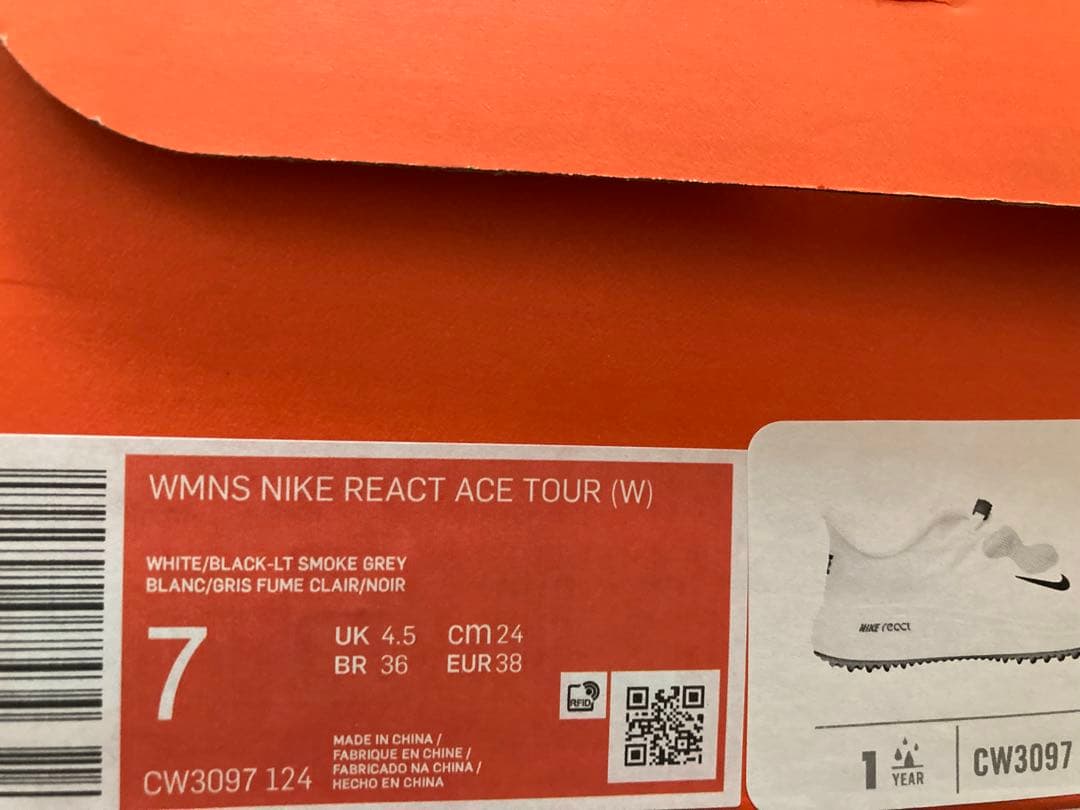 WMNS NIKE REACT ACE TOUR (W)
WHITE/BLACK-LT SMOKE GREY
BLANC/GRIS FUME CLAIR/NOIR
7
UK 4.5 cm 24
BR 36 EUR 38
RFID
MADE IN CHINA /
FABRIQUE EN CHINE /
FABRICADO NA CHINA /
HECHO EN CHINA
CW3097 124
NIKE react
1 YEAR
CW3097